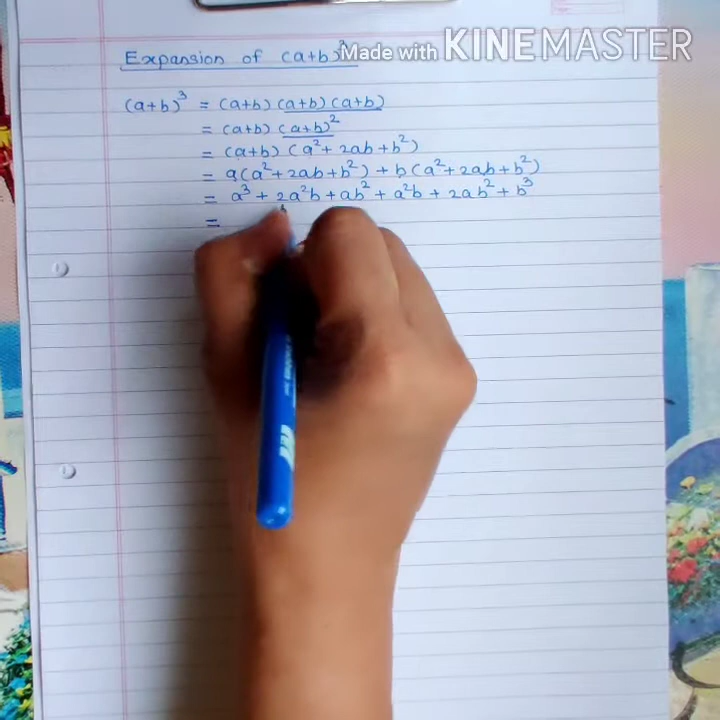 Expansion of (a+b)³
Made with KINEMASTER
(a+b)³ = (a+b) (a+b) (a+b)
= (a+b) (a+b)²
= (a+b) (a² + 2ab + b²)
= a(a² + 2ab + b²) + b(a² + 2ab + b²)
= a³ + 2a²b + ab² + a²b + 2ab² + b³
=